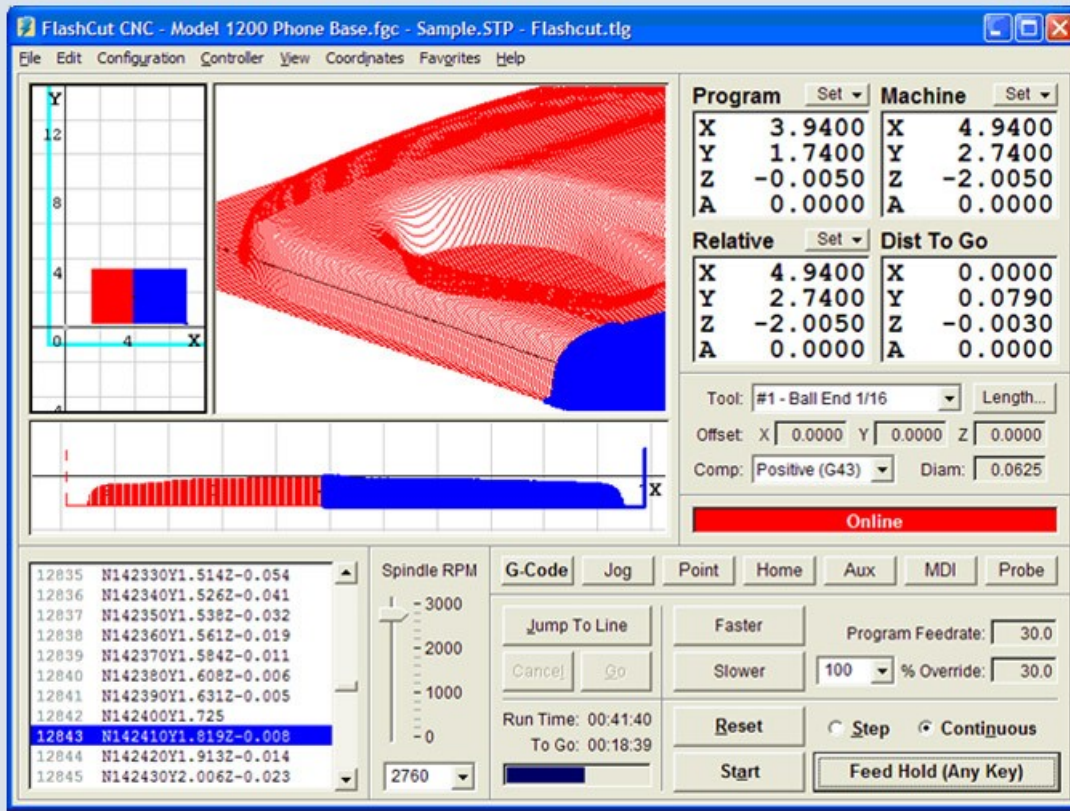 FlashCut CNC - Model 1200 Phone Base.fgc - Sample.STP - Flashcut.tlg
File Edit Configuration Controller View Coordinates Favorites Help
Y
12
8
4
0 4 X
X
Program Set Machine Set
X 3.9400 X 4.9400
Y 1.7400 Y 2.7400
Z -0.0050 Z -2.0050
A 0.0000 A 0.0000
Relative Set Dist To Go
X 4.9400 X 0.0000
Y 2.7400 Y 0.0790
Z -2.0050 Z -0.0030
A 0.0000 A 0.0000
Tool: #1 - Ball End 1/16 Length...
Offset: X 0.0000 Y 0.0000 Z 0.0000
Comp: Positive (G43) Diam: 0.0625
Online
12835 N142330Y1.514Z-0.054
12836 N142340Y1.526Z-0.041
12837 N142350Y1.538Z-0.032
12838 N142360Y1.561Z-0.019
12839 N142370Y1.584Z-0.011
12840 N142380Y1.608Z-0.006
12841 N142390Y1.631Z-0.005
12842 N142400Y1.725
12843 N142410Y1.819Z-0.008
12844 N142420Y1.913Z-0.014
12845 N142430Y2.006Z-0.023
Spindle RPM
3000
2000
1000
0
2760
G-Code Jog Point Home Aux MDI Probe
Jump To Line
Cancel Go
Run Time: 00:41:40
To Go: 00:18:39
Faster
Slower
Program Feedrate: 30.0
100 % Override: 30.0
Reset
Step Continuous
Start
Feed Hold (Any Key)